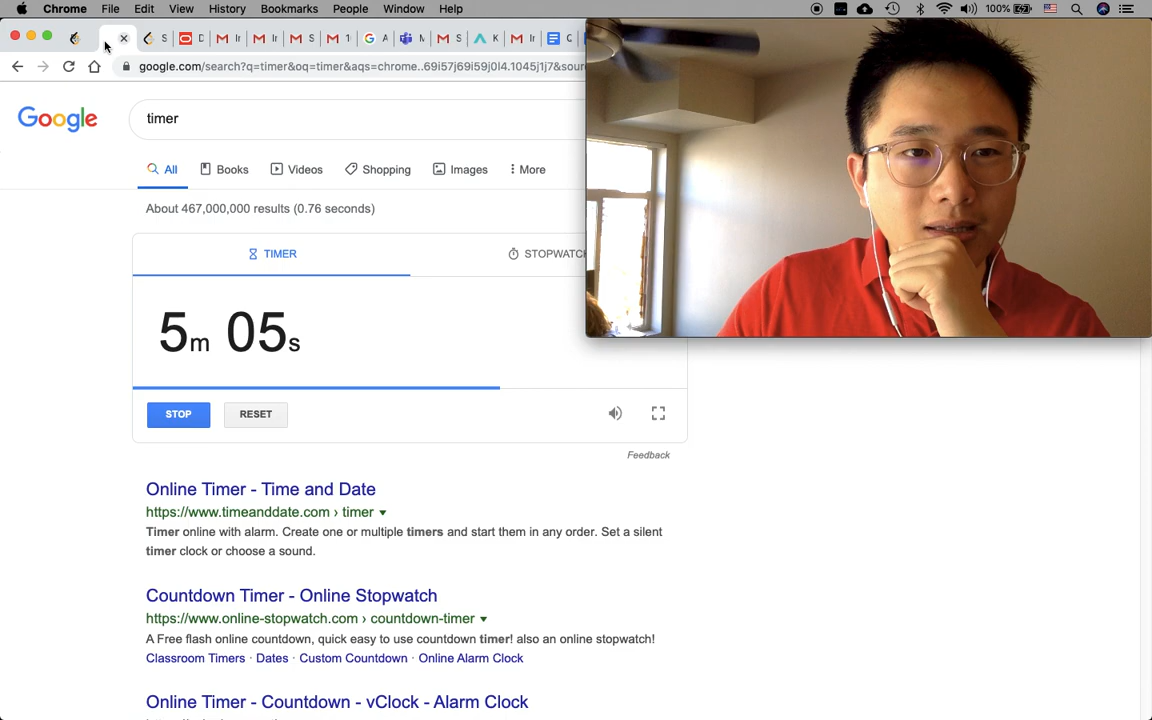 Chrome File Edit View History Bookmarks People Window Help 100%
S D Ir Ir S 1 A M S K Ir C
google.com/search?q=timer&oq=timer&aqs=chrome..69i57j69i59j0l4.1045j1j7&sour
Google timer
All Books Videos Shopping Images More
About 467,000,000 results (0.76 seconds)
TIMER STOPWATCH
5m 05s
STOP RESET
Feedback
Online Timer - Time and Date
https://www.timeanddate.com › timer
Timer online with alarm. Create one or multiple timers and start them in any order. Set a silent
timer clock or choose a sound.
Countdown Timer - Online Stopwatch
https://www.online-stopwatch.com › countdown-timer
A Free flash online countdown, quick easy to use countdown timer! also an online stopwatch!
Classroom Timers · Dates · Custom Countdown · Online Alarm Clock
Online Timer - Countdown - vClock - Alarm Clock